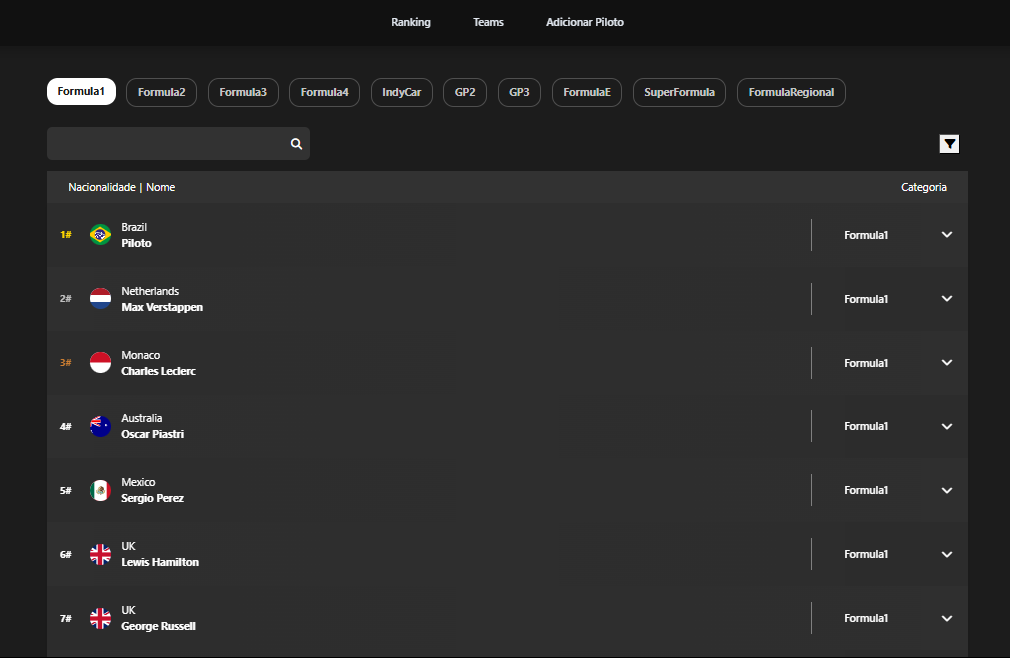 Ranking Teams Adicionar Piloto
Formula1 Formula2 Formula3 Formula4 IndyCar GP2 GP3 FormulaE SuperFormula FormulaRegional
Nacionalidade | Nome Categoria
1# Brazil
Piloto Formula1
2# Netherlands
Max Verstappen Formula1
3# Monaco
Charles Leclerc Formula1
4# Australia
Oscar Piastri Formula1
5# Mexico
Sergio Perez Formula1
6# UK
Lewis Hamilton Formula1
7# UK
George Russell Formula1